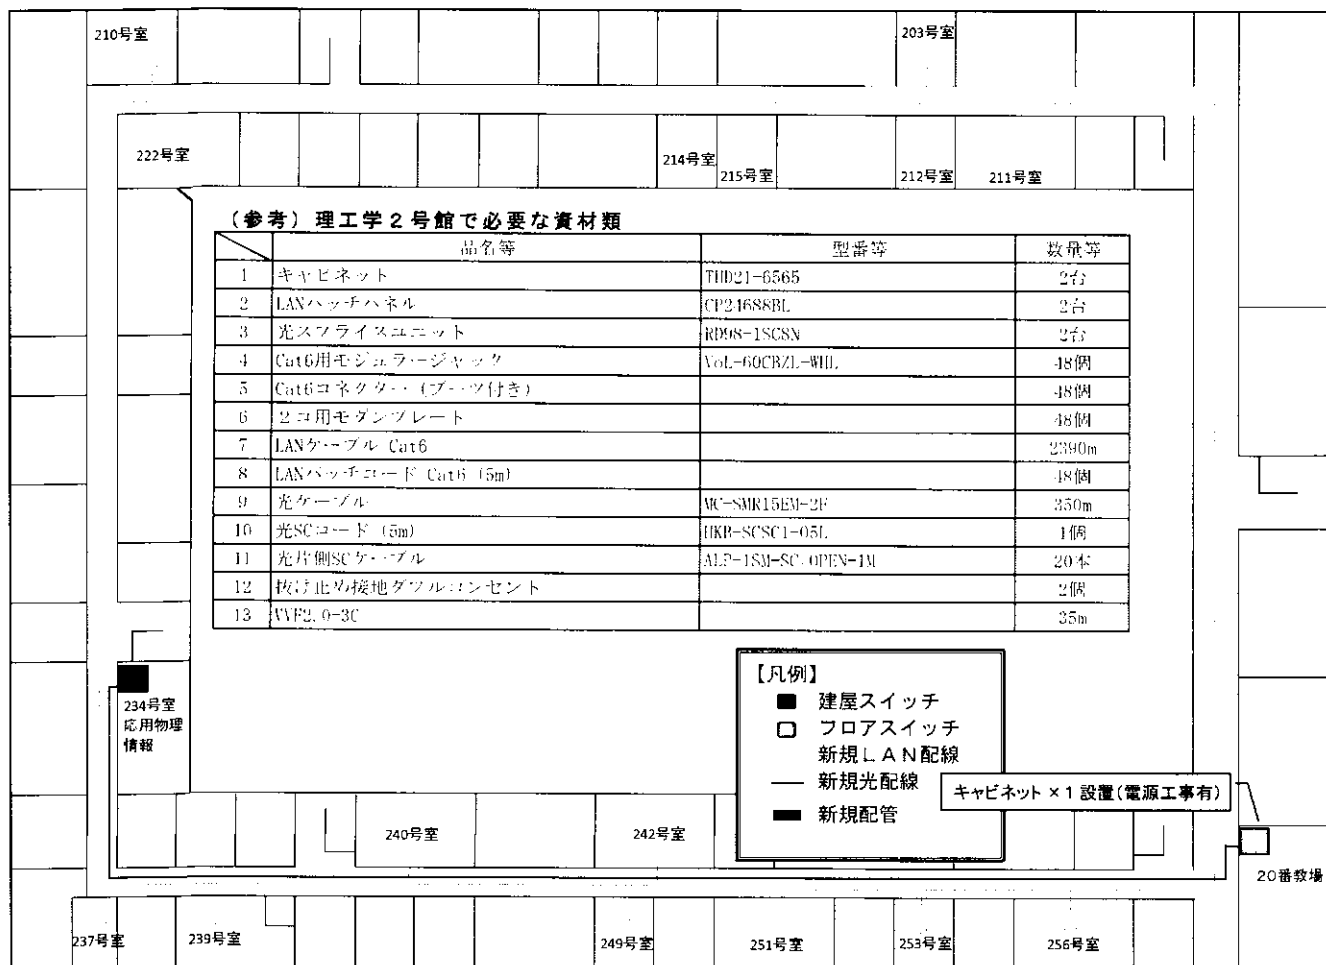 210号室
203号室
222号室
214号室
215号室
212号室
211号室
(参考) 理工学2号館で必要な資材類
品名等 型番等 数量等
1 キャビネット THD21-6565 2台
2 LANパッチパネル CP24688BL 2台
3 光スプライスユニット RD98-1SC8N 2台
4 Cat6用モジュラージャック 48個
5 Cat6コネクター (ブーツ付き) 48個
6 2コ用モダンプレート 48個
7 LANケーブル Cat6 2390m
8 LANパッチコード Cat6 (5m) 48個
9 光ケーブル MC-SMR15EM-2F 350m
10 光SCコード (5m) HKB-SCSC1-05L 1個
11 光片側SCケーブル 20本
12 抜け止め接地ダブルコンセント 2個
13 VVF2.0-3C 35m
234号室
応用物理
情報
【凡例】
建屋スイッチ
フロアスイッチ
新規LAN配線
新規光配線
新規配管
キャビネット×1設置(電源工事有)
240号室
242号室
20番教場
237号室
239号室
249号室
251号室
253号室
256号室